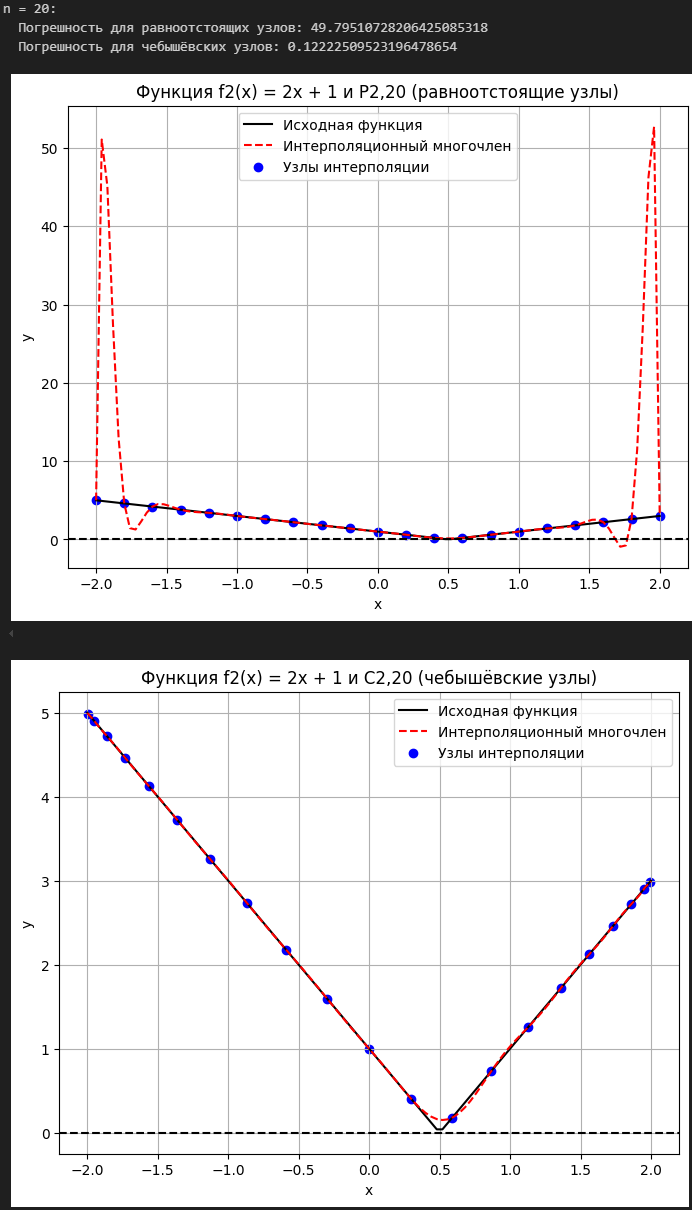 n = 20:
Погрешность для равноотстоящих узлов: 49.79510728206425085318
Погрешность для чебышёвских узлов: 0.12222509523196478654
Функция f2(x) = 2x + 1 и P2,20 (равноотстоящие узлы)
Исходная функция
Интерполяционный многочлен
Узлы интерполяции
50
40
30
20
10
0
y
−2.0 −1.5 −1.0 −0.5 0.0 0.5 1.0 1.5 2.0
x
Функция f2(x) = 2x + 1 и C2,20 (чебышёвские узлы)
Исходная функция
Интерполяционный многочлен
Узлы интерполяции
5
4
3
2
1
0
y
−2.0 −1.5 −1.0 −0.5 0.0 0.5 1.0 1.5 2.0
x